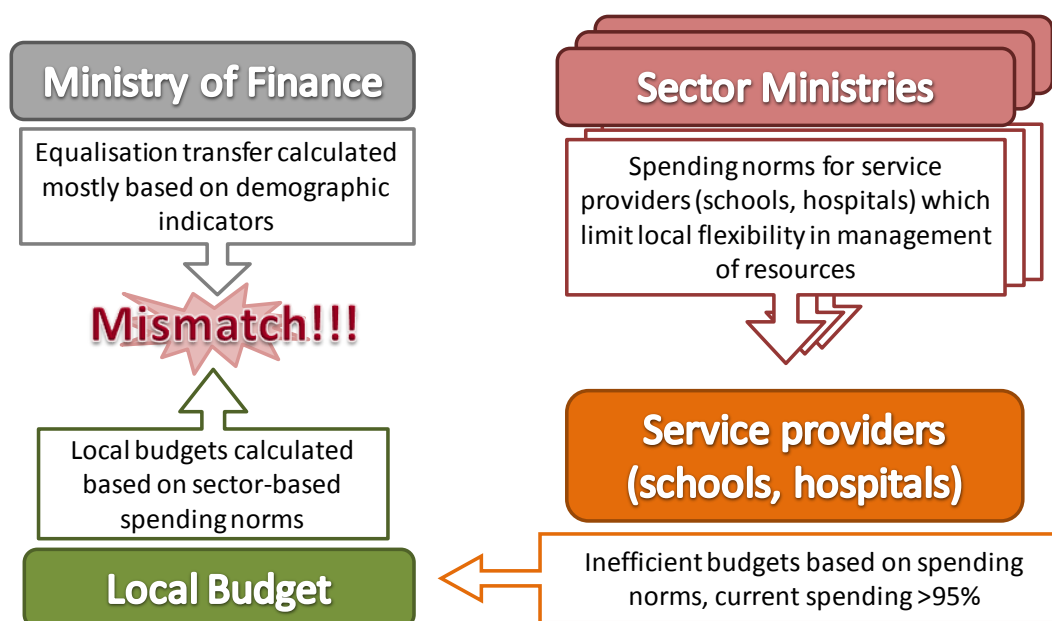 Ministry of Finance
Equalisation transfer calculated
mostly based on demographic
indicators
Mismatch!!!
Local budgets calculated
based on sector-based
spending norms
Local Budget
Sector Ministries
Spending norms for service
providers (schools, hospitals) which
limit local flexibility in management
of resources
Service providers
(schools, hospitals)
Inefficient budgets based on spending
norms, current spending >95%